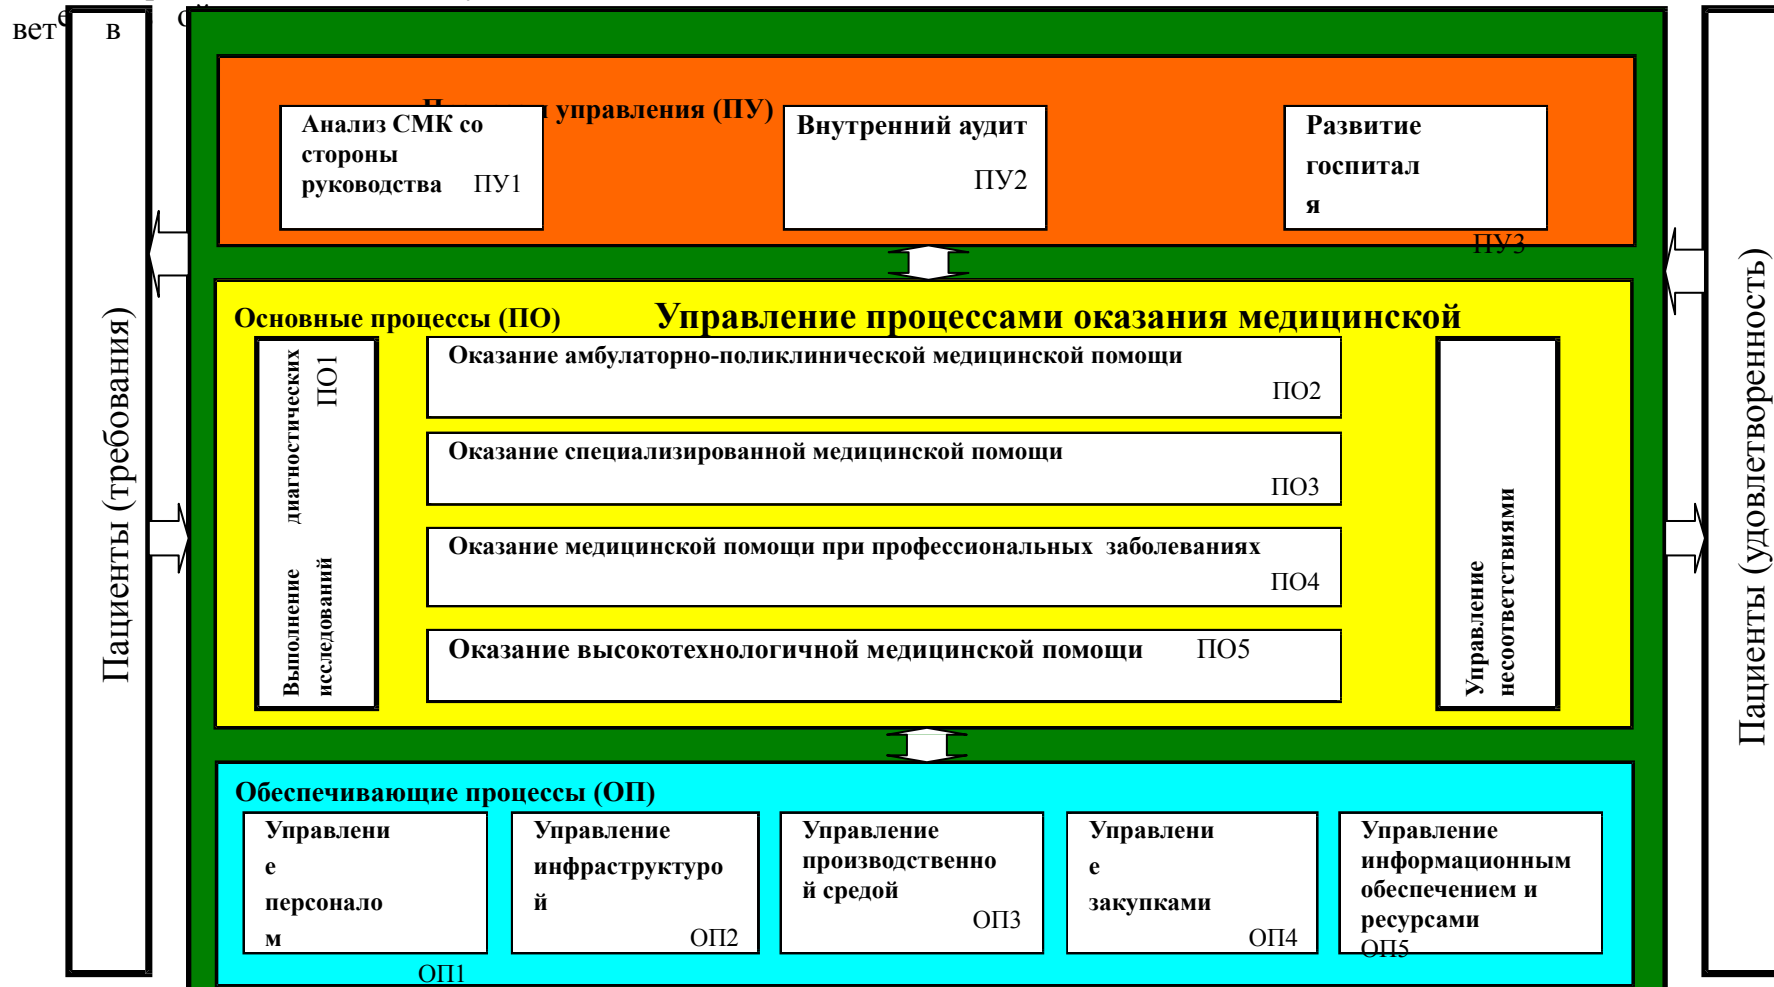 вет
в
управления (ПУ)
Анализ СМК со
стороны
руководства ПУ1
Внутренний аудит
ПУ2
Развитие
госпитал
я
ПУ3
Пациенты (требования)
Основные процессы (ПО)
Управление процессами оказания медицинской
Выполнение диагностических
исследований ПО1
Оказание амбулаторно-поликлинической медицинской помощи
ПО2
Оказание специализированной медицинской помощи
ПО3
Оказание медицинской помощи при профессиональных заболеваниях
ПО4
Оказание высокотехнологичной медицинской помощи ПО5
Управление
несоответствиями
Пациенты (удовлетворенность)
Обеспечивающие процессы (ОП)
Управлени
е
персонало
м
ОП1
Управление
инфраструктуро
й
ОП2
Управление
производственно
й средой
ОП3
Управлени
е
закупками
ОП4
Управление
информационным
обеспечением и
ресурсами
ОП5